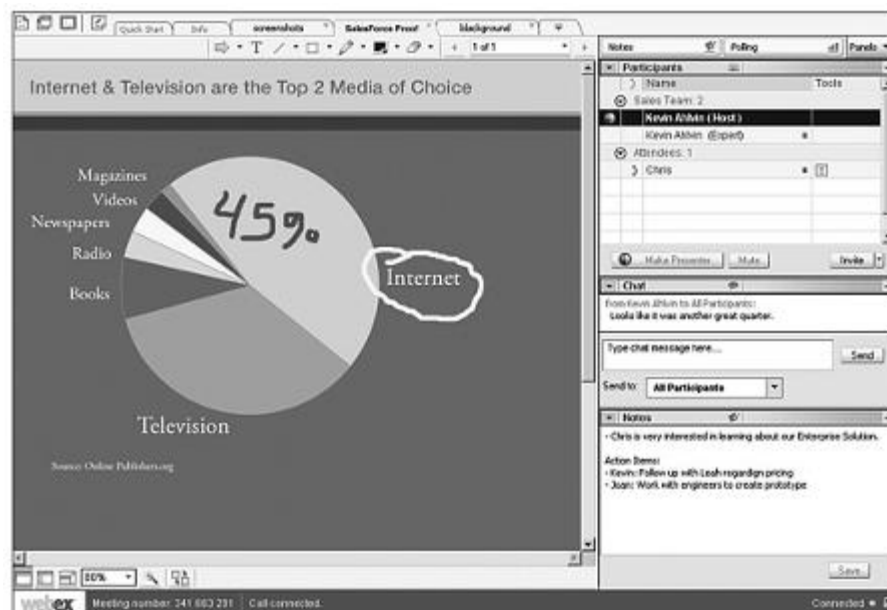 Quick Start
Info
screenshots
SalesForce Proof
blackground
T
1 of 1
Notes
Polling
Panels
Internet & Television are the Top 2 Media of Choice
Magazines
Videos
Newspapers
Radio
Books
45%
Internet
Television
Source: Online Publishers.org
Participants
Name
Tools
Sales Team: 2
Kevin Ahlvin (Host)
Kevin Ahlvin (Expert)
Attendees: 1
Chris
Make Presenter
Mute
Invite
Chat
from Kevin Ahlvin to All Participants:
Looks like it was another great quarter.
Type chat message here...
Send
Send to:
All Participants
Notes
- Chris is very interested in learning about our Enterprise Solution.
Action Items:
- Kevin: Follow up with Leah regardign pricing
- Joan: Work with engineers to create prototype
Save
80%
webex
Meeting number: 341 663 291
Call connected.
Connected